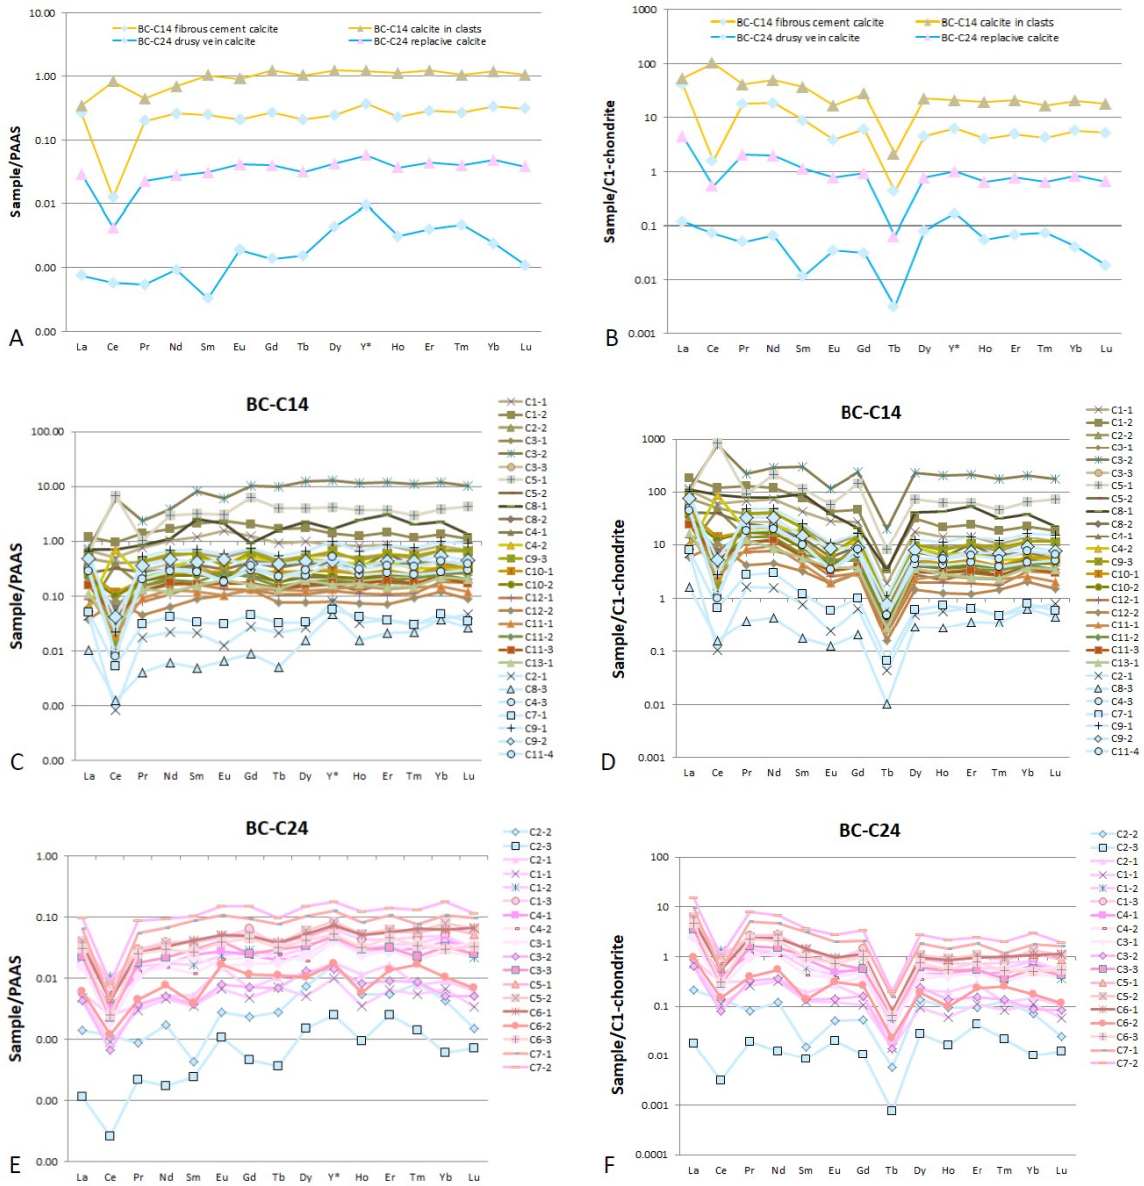 BC-C14 fibrous cement calcite BC-C14 calcite in clasts
BC-C24 drusy vein calcite BC-C24 replacive calcite
Sample/PAAS
10.00
1.00
0.10
0.01
0.00
0.00
La Ce Pr Nd Sm Eu Gd Tb Dy Y* Ho Er Tm Yb Lu
A
BC-C14 fibrous cement calcite BC-C14 calcite in clasts
BC-C24 drusy vein calcite BC-C24 replacive calcite
Sample/C1-chondrite
1000
100
10
1
0.1
0.01
0.001
La Ce Pr Nd Sm Eu Gd Tb Dy Y* Ho Er Tm Yb Lu
B
BC-C14
Sample/PAAS
100.00
10.00
1.00
0.10
0.01
0.00
0.00
La Ce Pr Nd Sm Eu Gd Tb Dy Y* Ho Er Tm Yb Lu
C
C1-1
C1-2
C2-2
C3-1
C3-2
C3-3
C5-1
C5-2
C8-1
C8-2
C4-1
C4-2
C9-3
C10-1
C10-2
C12-1
C12-2
C11-1
C11-2
C11-3
C13-1
C2-1
C8-3
C4-3
C7-1
C9-1
C9-2
C11-4
BC-C14
Sample/C1-chondrite
1000
100
10
1
0.1
0.01
0.001
La Ce Pr Nd Sm Eu Gd Tb Dy Ho Er Tm Yb Lu
D
C1-1
C1-2
C2-2
C3-1
C3-2
C3-3
C5-1
C5-2
C8-1
C8-2
C4-1
C4-2
C9-3
C10-1
C10-2
C12-1
C12-2
C11-1
C11-2
C11-3
C13-1
C2-1
C8-3
C4-3
C7-1
C9-1
C9-2
C11-4
BC-C24
Sample/PAAS
1.00
0.10
0.01
0.00
0.00
0.00
La Ce Pr Nd Sm Eu Gd Tb Dy Y* Ho Er Tm Yb Lu
E
C2-2
C2-3
C2-1
C1-1
C1-2
C1-3
C4-1
C4-2
C3-1
C3-2
C3-3
C5-1
C5-2
C6-1
C6-2
C6-3
C7-1
C7-2
BC-C24
Sample/C1-chondrite
100
10
1
0.1
0.01
0.001
0.0001
La Ce Pr Nd Sm Eu Gd Tb Dy Ho Er Tm Yb Lu
F
C2-2
C2-3
C2-1
C1-1
C1-2
C1-3
C4-1
C4-2
C3-1
C3-2
C3-3
C5-1
C5-2
C6-1
C6-2
C6-3
C7-1
C7-2